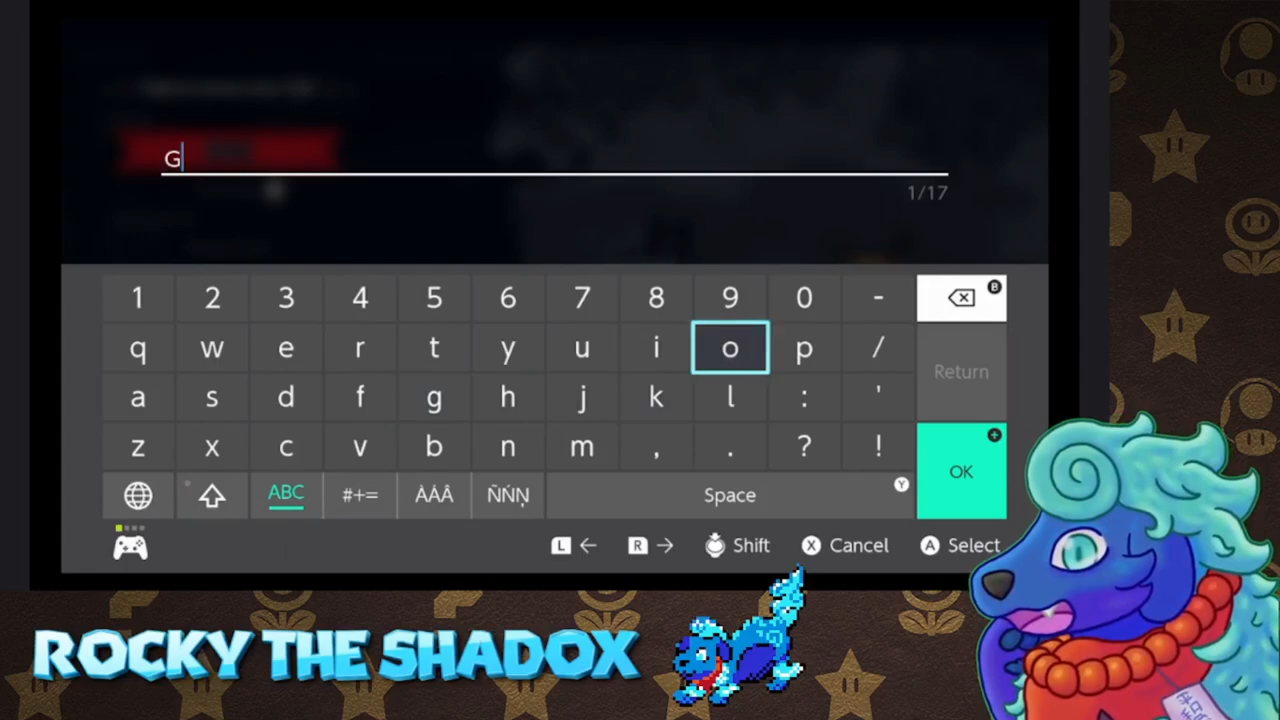 G
1/17
1 2 3 4 5 6 7 8 9 0 - B
q w e r t y u i o p / Return
a s d f g h j k l : '
z x c v b n m , . ? ! OK +
ABC #+= ÀÁÂ ÑŃṆ Space Y
L ← R → Shift X Cancel A Select
ROCKY THE SHADOX